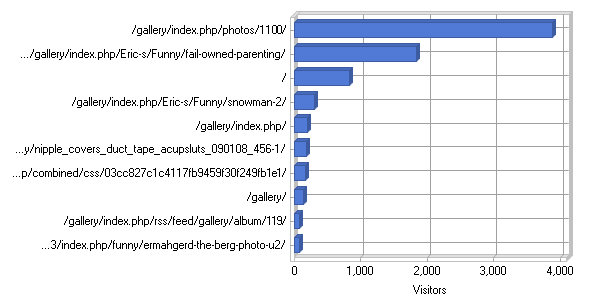 /gallery/index.php/photos/1100/
.../gallery/index.php/Eric-s/Funny/fail-owned-parenting/
/
/gallery/index.php/Eric-s/Funny/snowman-2/
/gallery/index.php/
...y/nipple_covers_duct_tape_acupsluts_090108_456-1/
...p/combined/css/03cc827c1c4117fb9459f30f249fb1e1/
/gallery/
/gallery/index.php/rss/feed/gallery/album/119/
...3/index.php/funny/ermahgerd-the-berg-photo-u2/
0 1,000 2,000 3,000 4,000
Visitors